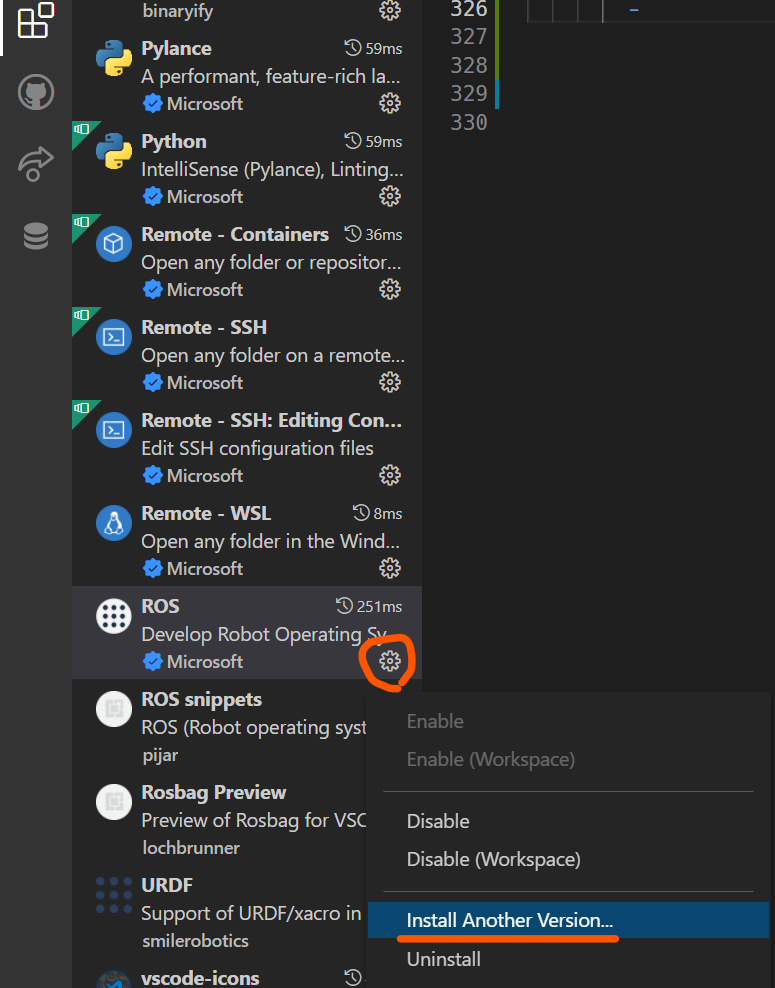 binaryify
Pylance 59ms
A performant, feature-rich la...
Microsoft
Python 59ms
IntelliSense (Pylance), Linting...
Microsoft
Remote - Containers 36ms
Open any folder or repositor...
Microsoft
Remote - SSH
Open any folder on a remote...
Microsoft
Remote - SSH: Editing Con...
Edit SSH configuration files
Microsoft
Remote - WSL 8ms
Open any folder in the Wind...
Microsoft
ROS 251ms
Develop Robot Operating Sy...
Microsoft
ROS snippets
ROS (Robot operating syst
pijar
Rosbag Preview
Preview of Rosbag for VSC
lochbrunner
URDF
Support of URDF/xacro in
smilerobotics
vscode-icons
326
327
328
329
330
Enable
Enable (Workspace)
Disable
Disable (Workspace)
Install Another Version...
Uninstall